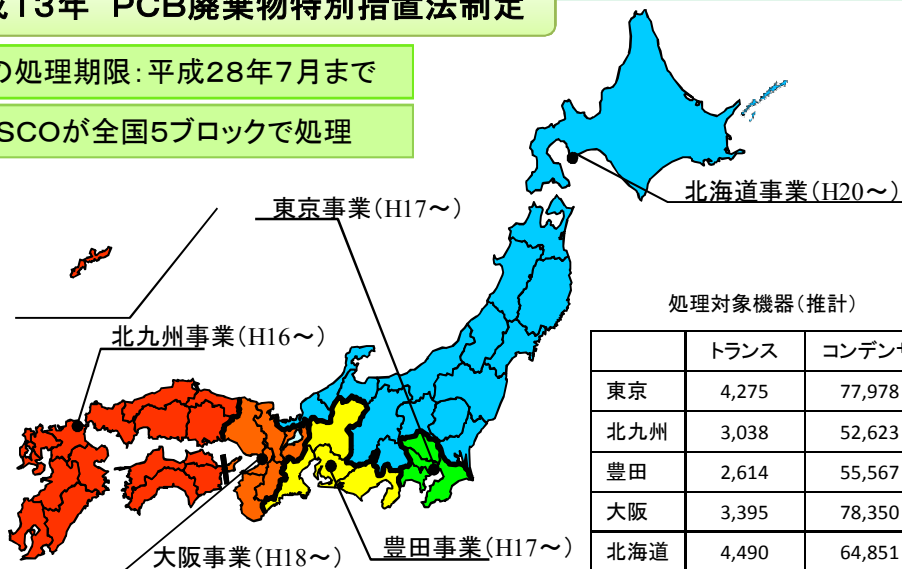 13年 PCB廃棄物特別措置法制定
の処理期限:平成28年7月まで
SCOが全国5ブロックで処理
東京事業(H17～)
北海道事業(H20～)
北九州事業(H16～)
大阪事業(H18～)
豊田事業(H17～)
処理対象機器(推計)
トランス コンデン
東京 4,275 77,978
北九州 3,038 52,623
豊田 2,614 55,567
大阪 3,395 78,350
北海道 4,490 64,851